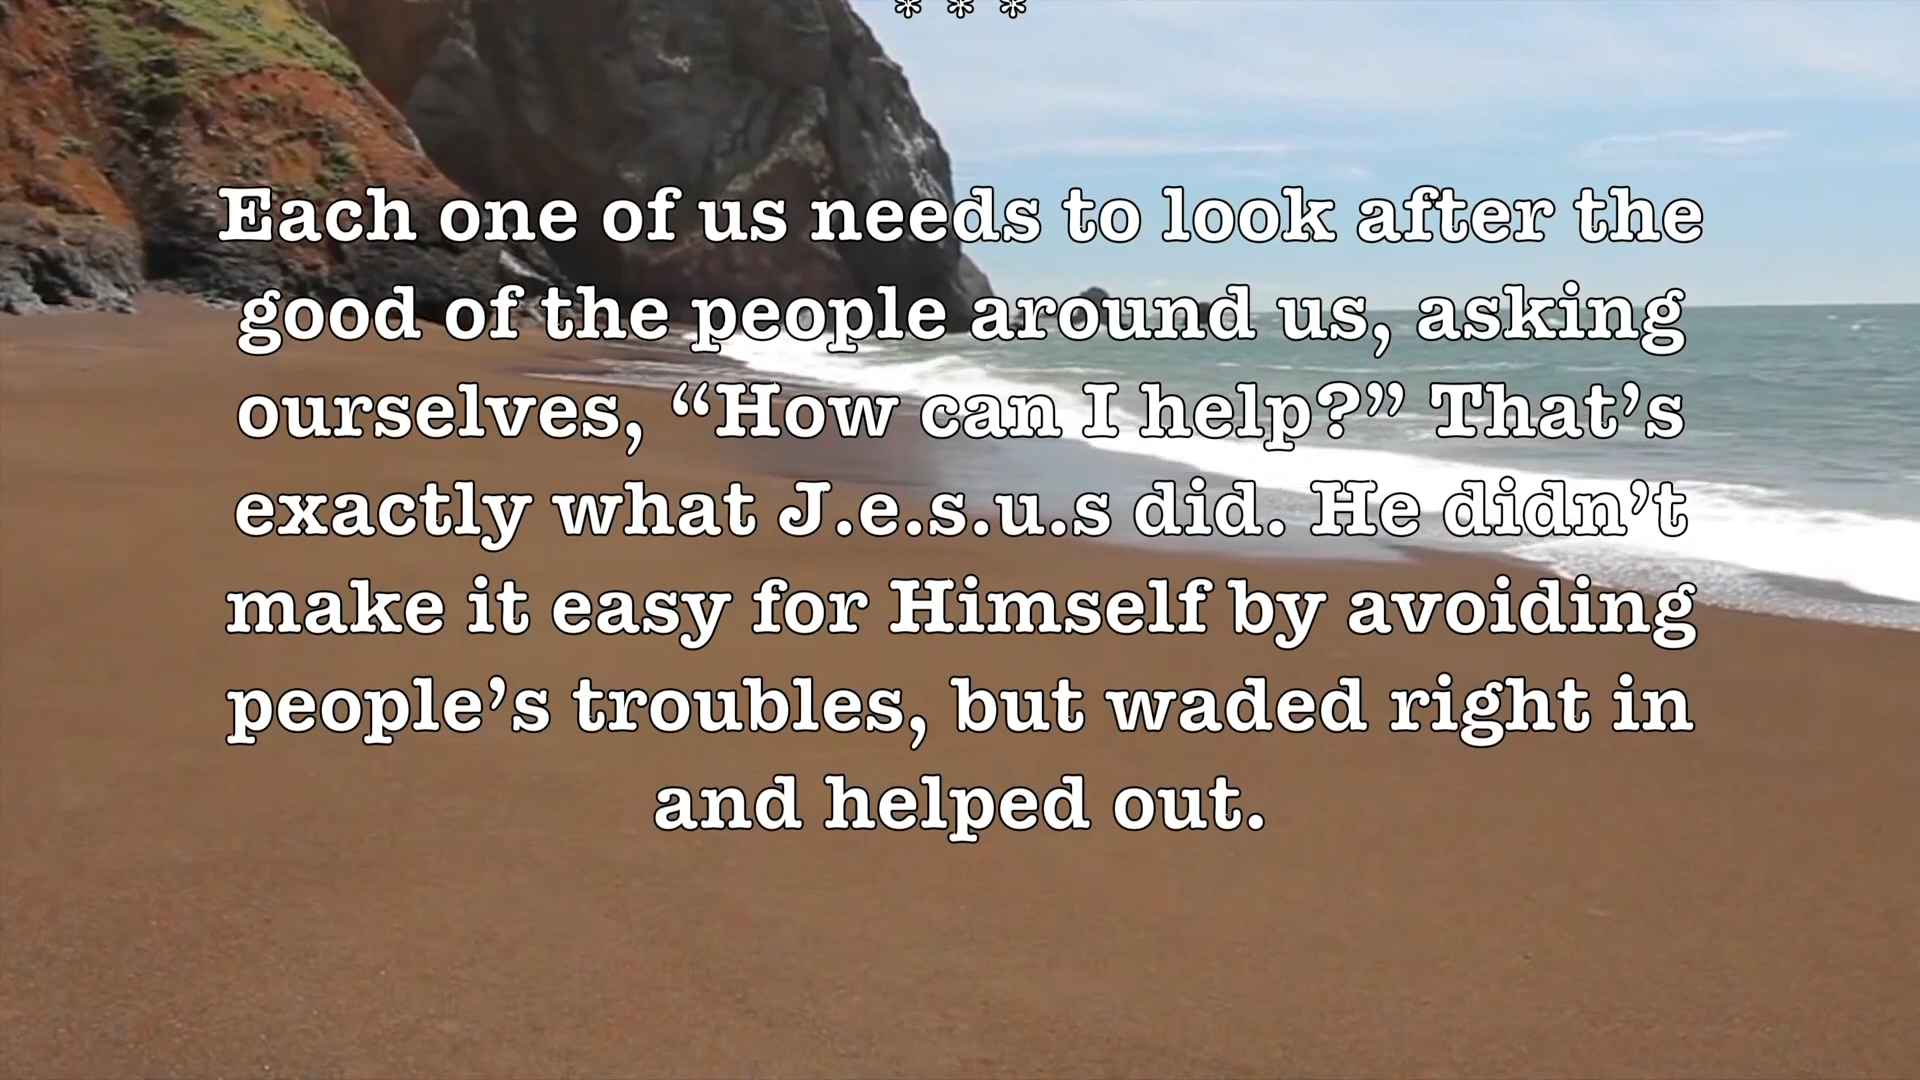 * * *
Each one of us needs to look after the
good of the people around us, asking
ourselves, “How can I help?” That’s
exactly what J.e.s.u.s did. He didn’t
make it easy for Himself by avoiding
people’s troubles, but waded right in
and helped out.